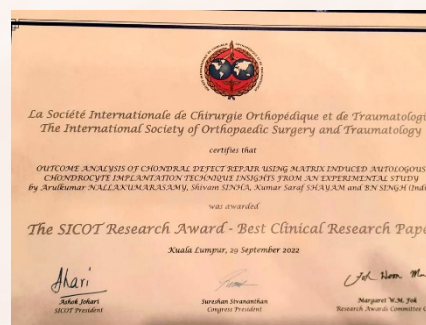 La Société Internationale de Chirurgie Orthopédique et de Traumatologi
The International Society of Orthopaedic Surgery and Traumatology
certifies that
OUTCOME ANALYSIS OF CHONDRAL DEFECT REPAIR USING MATRIX INDUCED AUTOLOGOUS
CHONDROCYTE IMPLANTATION TECHNIQUE INSIGHTS FROM AN EXPERIMENTAL STUDY
by Arulkumar NALLAKUMARASAMY, Shivam SINHA, Kumar Saraf SHAYAM and BN SINGH (Indi
was awarded
The SICOT Research Award - Best Clinical Research Pape
Kuala Lumpur, 29 September 2022
Ashok Johari
SICOT President
Sureshan Sivananthan
Congress President
Margaret W.M. Fok
Research Awards Committee